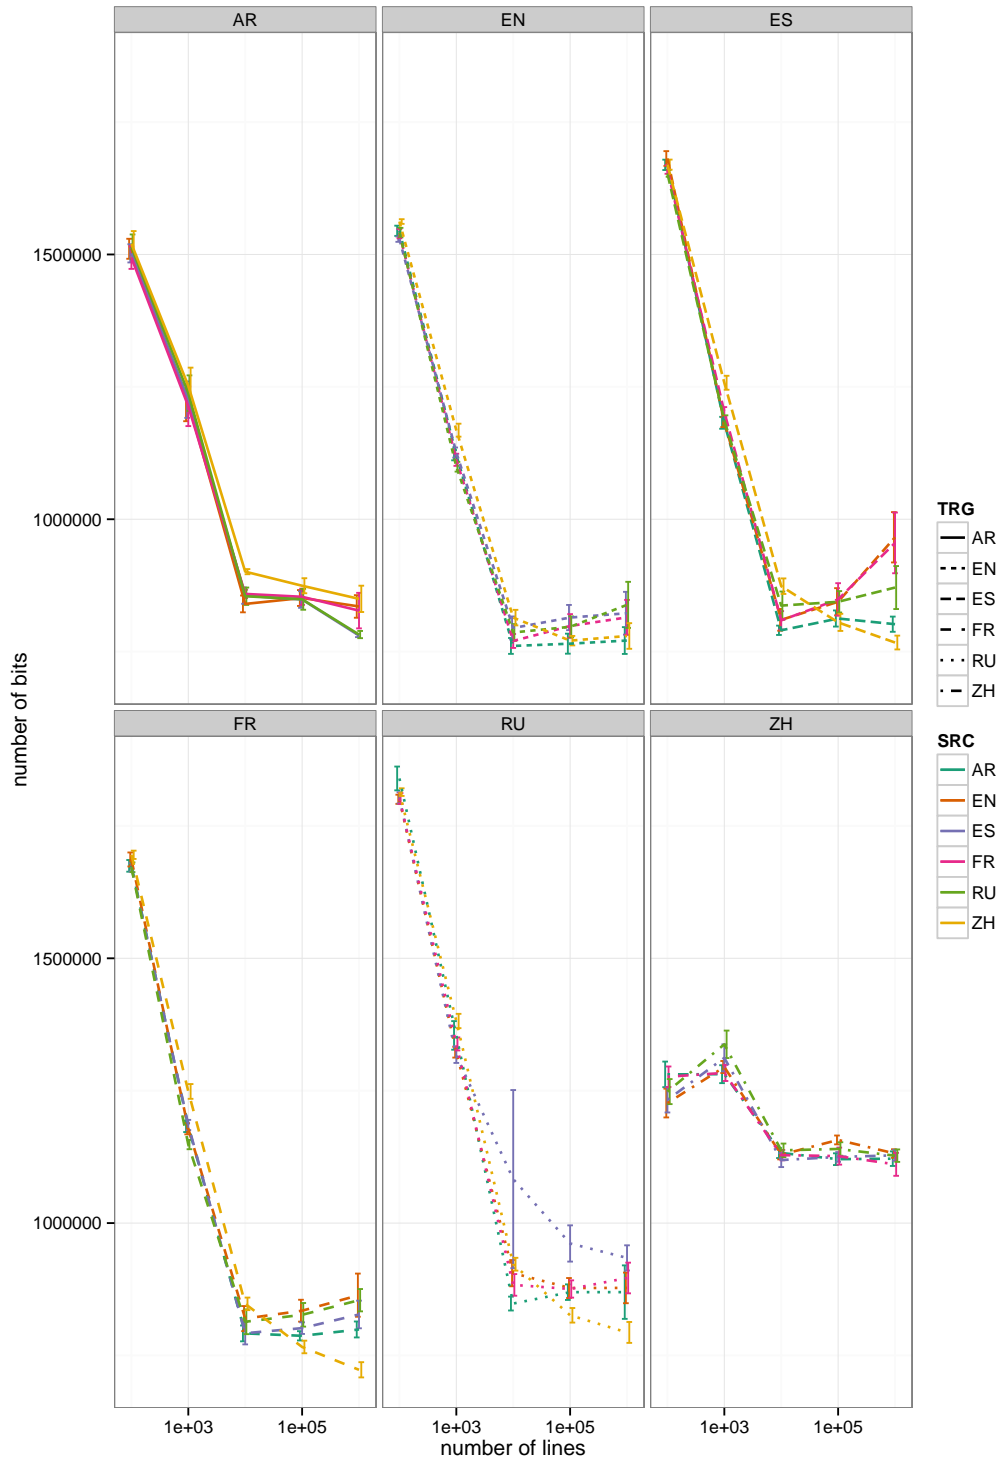 AR EN ES
1500000
1000000
FR RU ZH
1500000
1000000
1e+03 1e+05 1e+03 1e+05 1e+03 1e+05
number of lines
number of bits
TRG
AR
EN
ES
FR
RU
ZH
SRC
AR
EN
ES
FR
RU
ZH